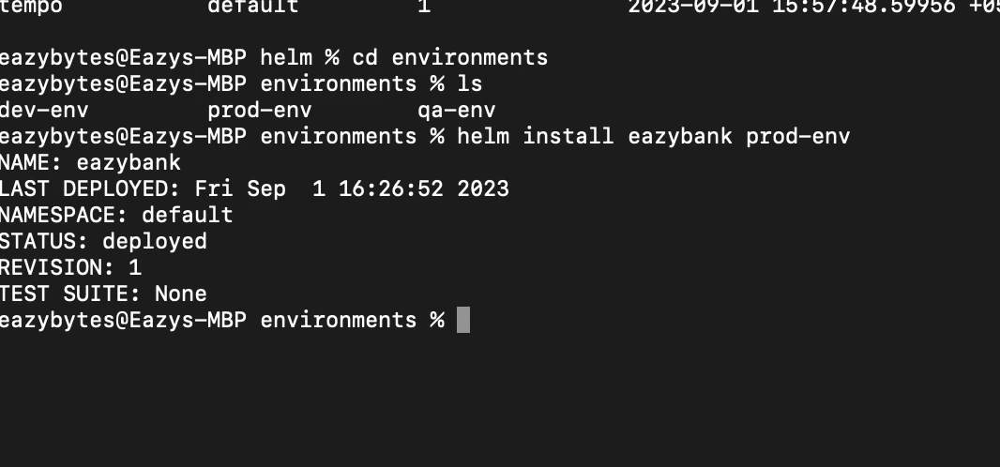 tempo default 1 2023-09-01 15:57:48.59956 +05
eazybytes@Eazys-MBP helm % cd environments
eazybytes@Eazys-MBP environments % ls
dev-env prod-env qa-env
eazybytes@Eazys-MBP environments % helm install eazybank prod-env
NAME: eazybank
LAST DEPLOYED: Fri Sep  1 16:26:52 2023
NAMESPACE: default
STATUS: deployed
REVISION: 1
TEST SUITE: None
eazybytes@Eazys-MBP environments %